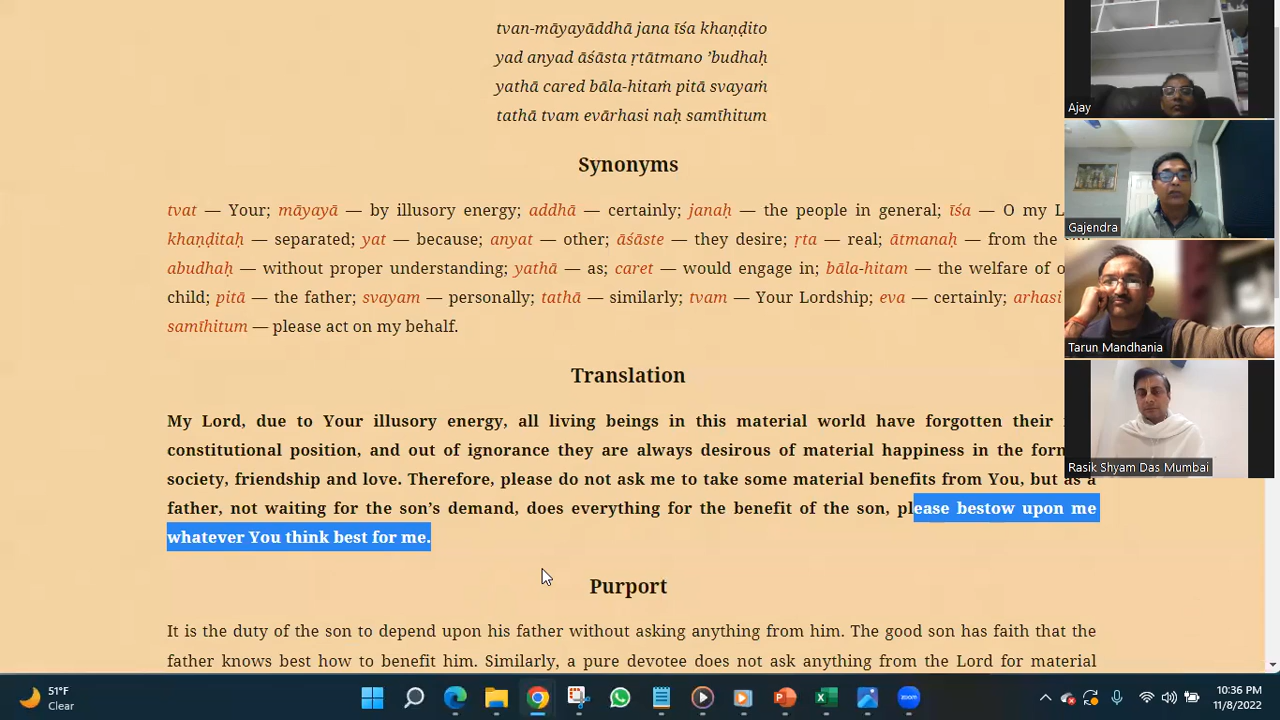 tvan-māyayāddhā jana īśa khaṇḍito
yad anyad āśāsta ṛtātmano ’budhaḥ
yathā cared bāla-hitaṁ pitā svayaṁ
tathā tvam evārhasi naḥ samīhitum
Synonyms
tvat — Your; māyayā — by illusory energy; addhā — certainly; janaḥ — the people in general; īśa — O my L
khaṇḍitaḥ — separated; yat — because; anyat — other; āśāste — they desire; ṛta — real; ātmanaḥ — from the
abudhaḥ — without proper understanding; yathā — as; caret — would engage in; bāla-hitam — the welfare of o
child; pitā — the father; svayam — personally; tathā — similarly; tvam — Your Lordship; eva — certainly; arhasi
samīhitum — please act on my behalf.
Translation
My Lord, due to Your illusory energy, all living beings in this material world have forgotten their
constitutional position, and out of ignorance they are always desirous of material happiness in the form
society, friendship and love. Therefore, please do not ask me to take some material benefits from You, but as a
father, not waiting for the son’s demand, does everything for the benefit of the son, please bestow upon me
whatever You think best for me.
Purport
It is the duty of the son to depend upon his father without asking anything from him. The good son has faith that the
father knows best how to benefit him. Similarly, a pure devotee does not ask anything from the Lord for material
Ajay
Gajendra
Tarun Mandhania
Rasik Shyam Das Mumbai
51°F
Clear
10:36 PM
11/8/2022